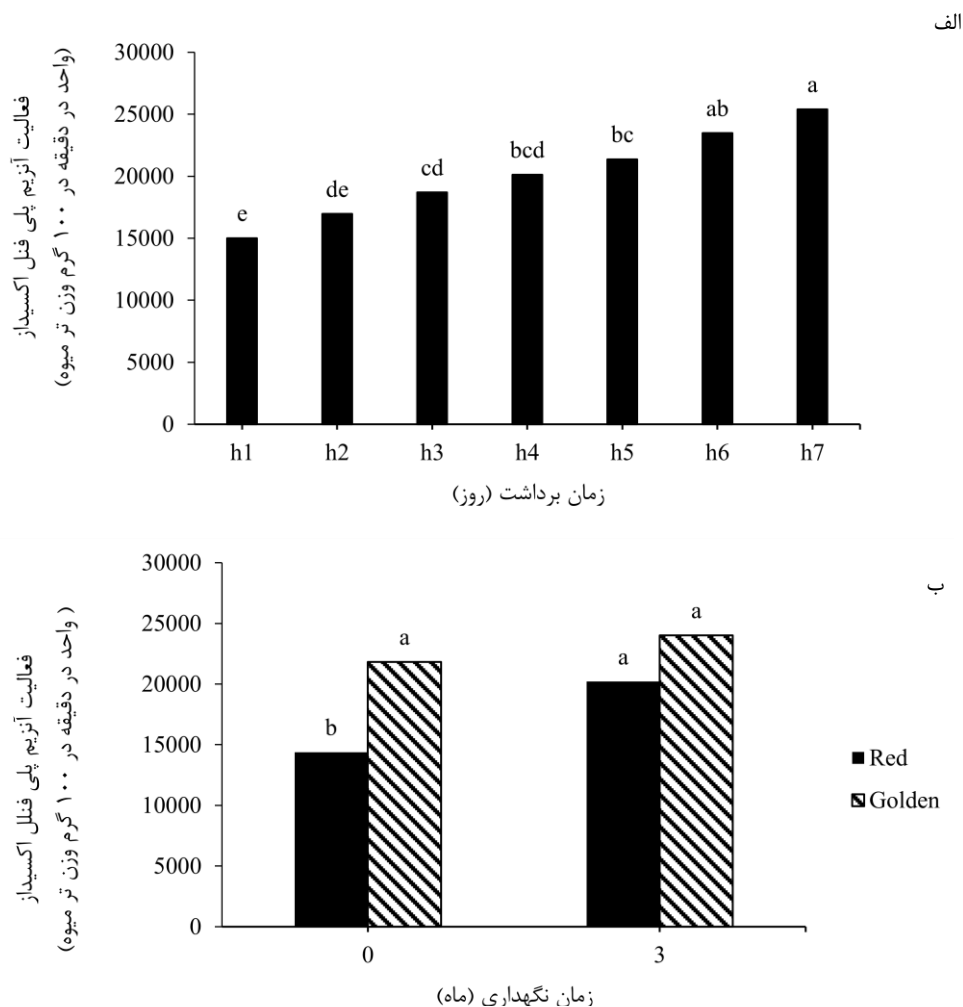 الف
فعالیت آنزیم پلی فنل اکسیداز
(واحد در دقیقه در ۱۰۰ گرم وزن تر میوه)
30000
25000
20000
15000
10000
5000
0
e
de
cd
bcd
bc
ab
a
h1 h2 h3 h4 h5 h6 h7
زمان برداشت (روز)
ب
فعالیت آنزیم پلی فنلل اکسیداز
( واحد در دقیقه در ۱۰۰ گرم وزن تر میوه)
30000
25000
20000
15000
10000
5000
0
b
a
a
a
0 3
زمان نگهداری (ماه)
Red
Golden